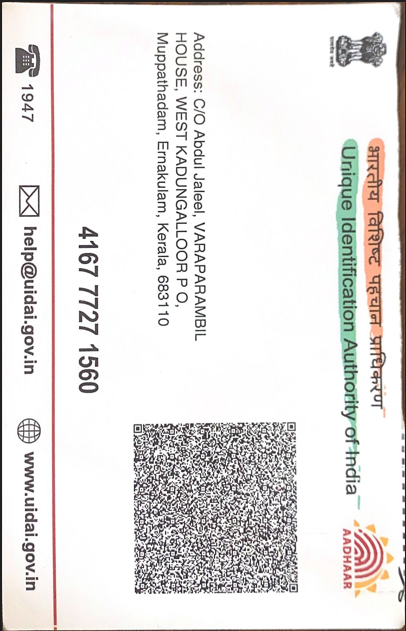 भारतीय विशिष्ट पहचान प्राधिकरण
Unique Identification Authority of India
AADHAAR
Address: C/O Abdul Jaleel, VARAPARAMBIL
HOUSE, WEST KADUNGALLOOR P O,
Muppathadam, Ernakulam, Kerala, 683110
4167 7727 1560
1947
help@uidai.gov.in
www.uidai.gov.in